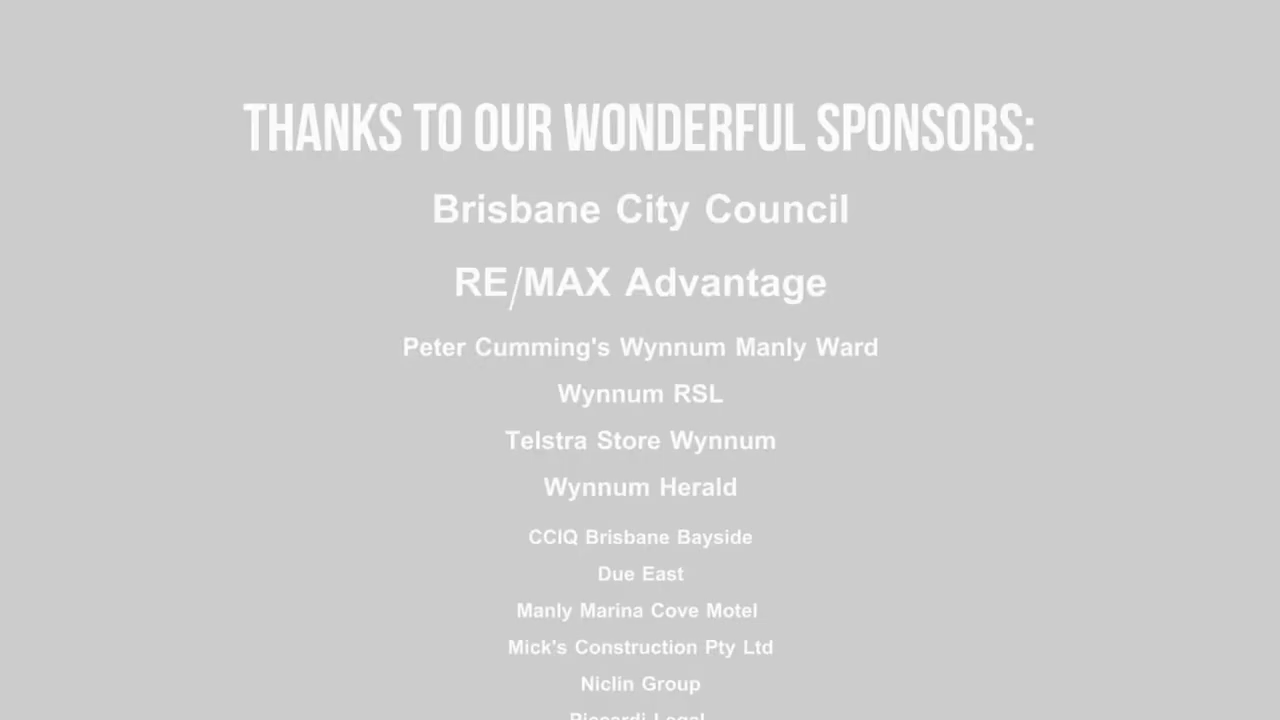 THANKS TO OUR WONDERFUL SPONSORS:
Brisbane City Council
RE/MAX Advantage
Peter Cumming's Wynnum Manly Ward
Wynnum RSL
Telstra Store Wynnum
Wynnum Herald
CCIQ Brisbane Bayside
Due East
Manly Marina Cove Motel
Mick's Construction Pty Ltd
Niclin Group
Riccardi Legal